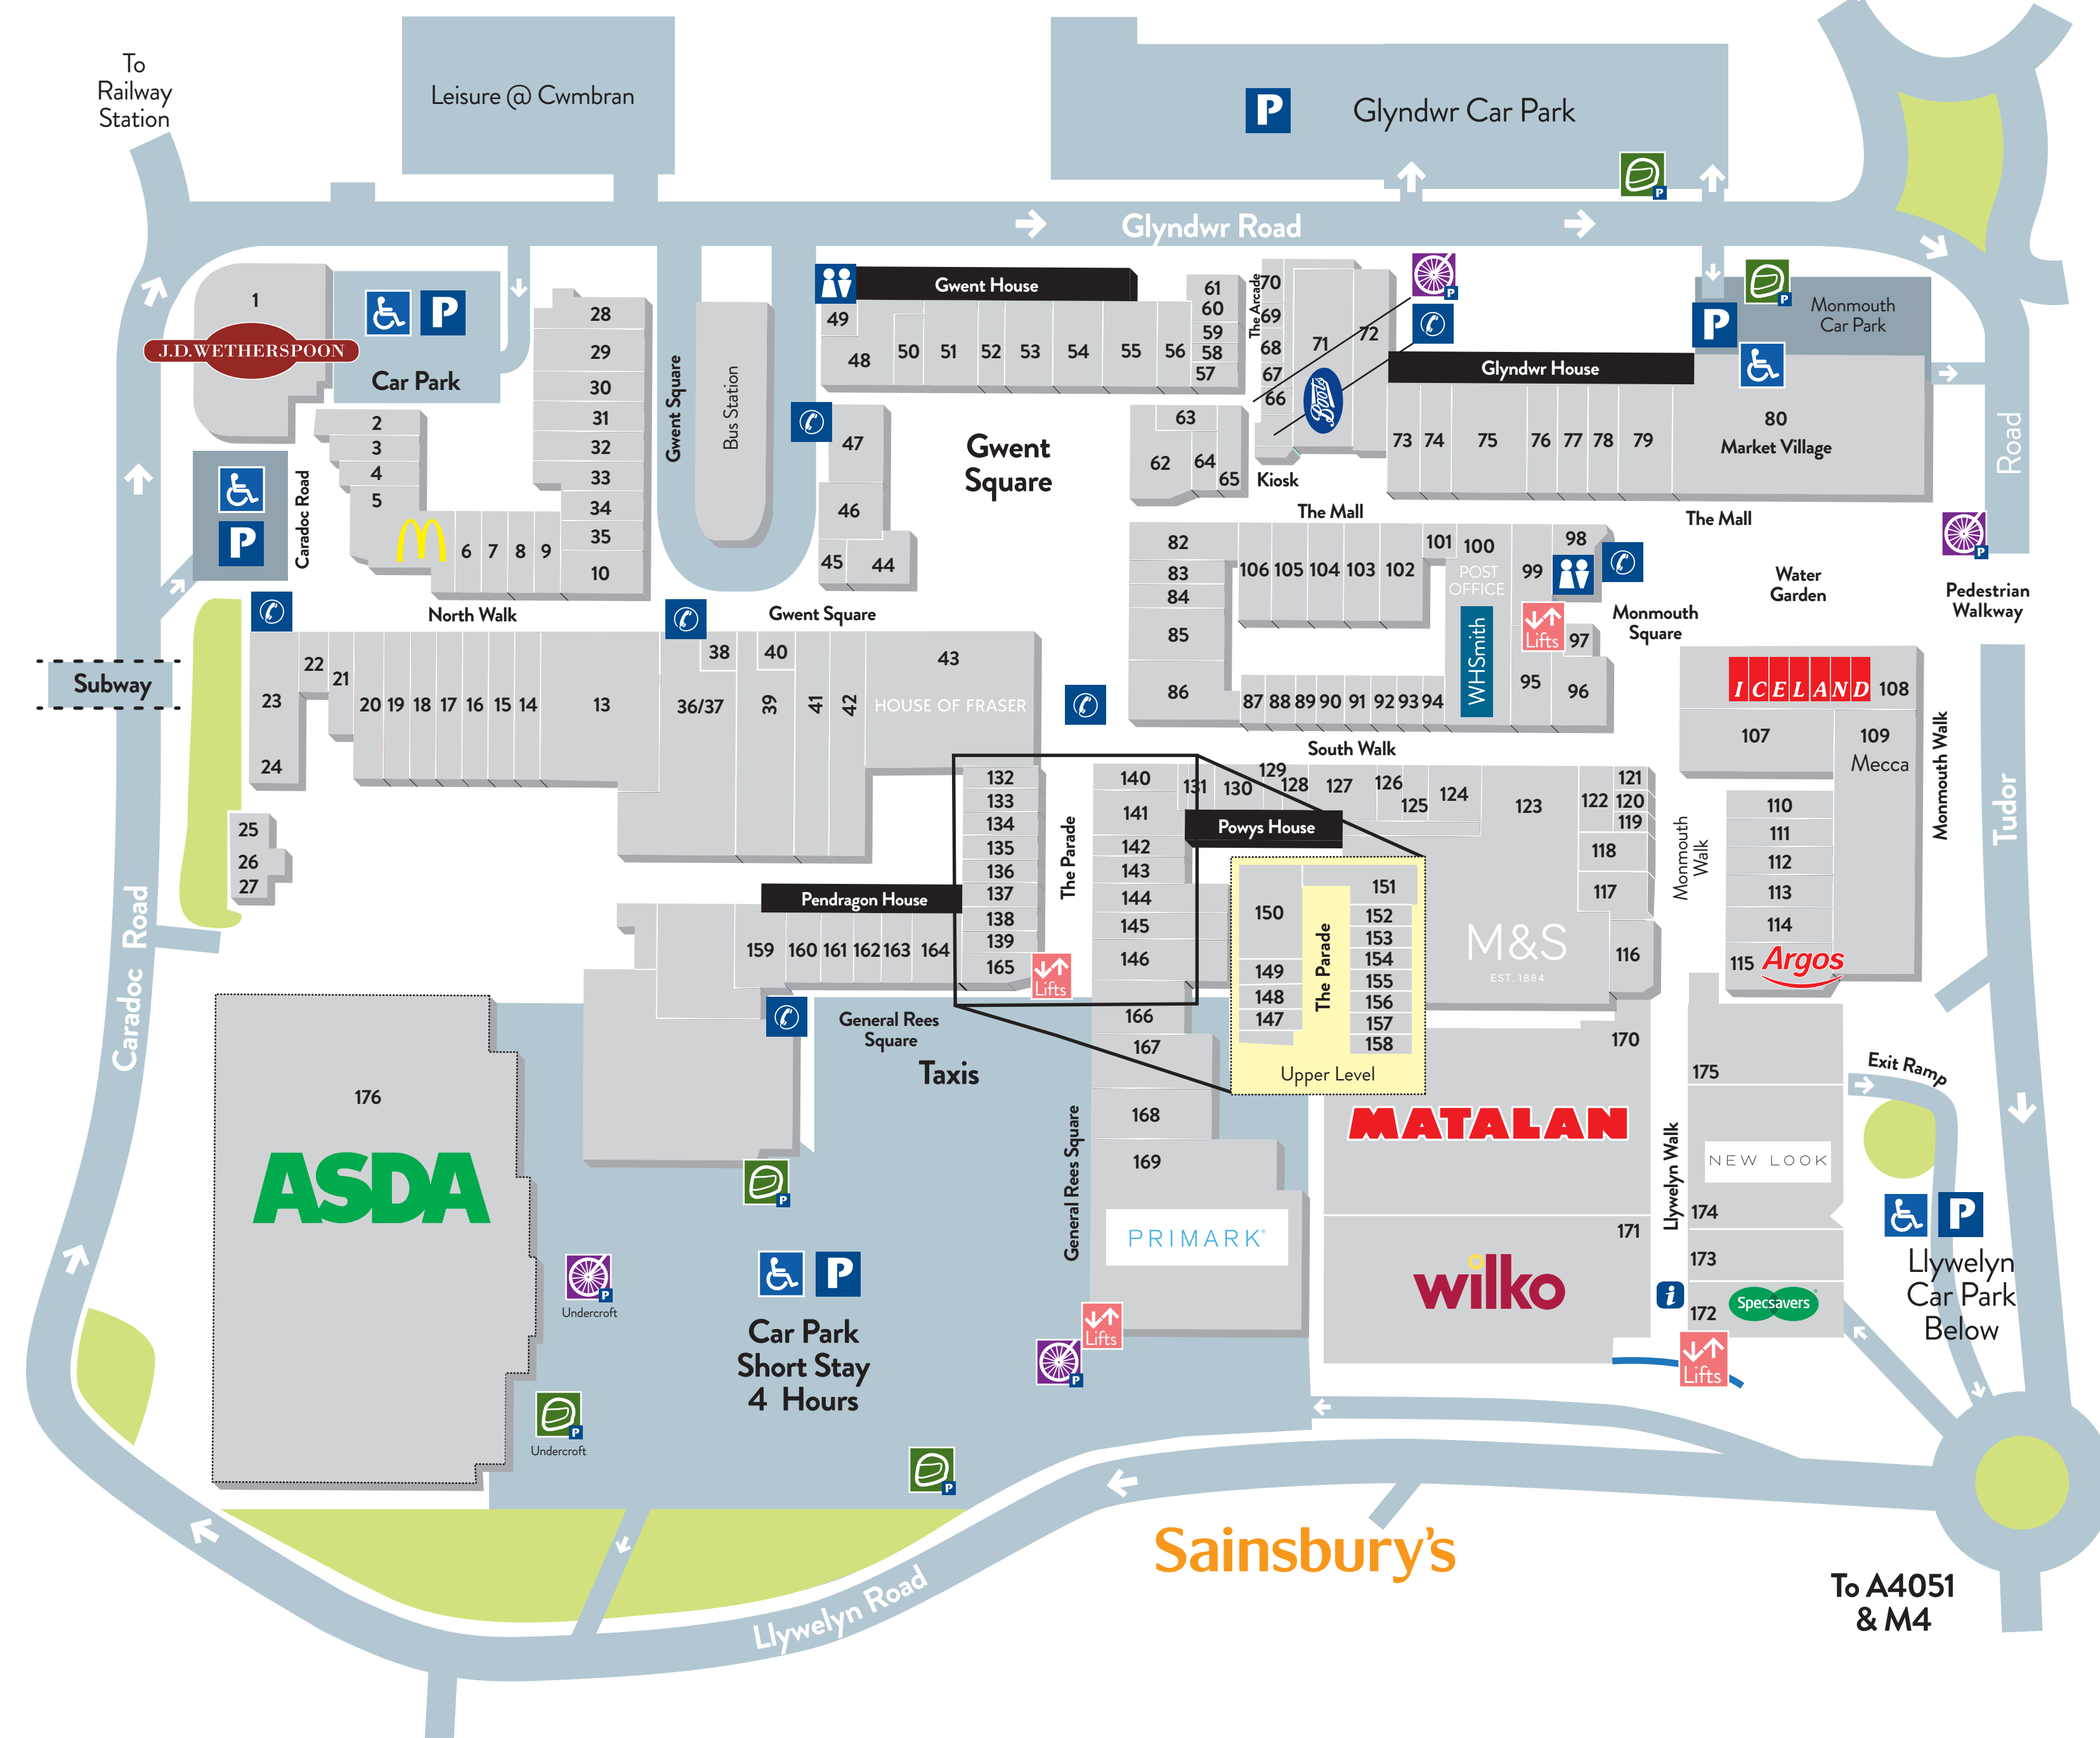 To
Railway
Station
Leisure @ Cwmbran
P
Glyndwr Car Park
P
Glyndwr Road
1
J.D.WETHERSPOON
P
Car Park
28
29
30
31
32
33
34
35
10
Gwent Square
Bus Station
Gwent House
49
48
50
51
52
53
54
55
56
61
60
59
58
57
The Arcade
70
69
68
67
66
71
72
Boots
P
Glyndwr House
P
P
Monmouth
Car Park
2
3
4
5
6
7
8
9
P
Caradoc Road
47
46
45
44
Gwent
Square
63
62
64
65
Kiosk
73
74
75
76
77
78
79
80
Market Village
Road
The Mall
The Mall
P
North Walk
Gwent Square
82
83
84
85
86
106
105
104
103
102
101
100
POST
OFFICE
WHSmith
99
98
Lifts
97
95
96
Monmouth
Square
Water
Garden
Pedestrian
Walkway
Subway
23
24
22
21
20
19
18
17
16
15
14
13
36/37
38
39
40
41
42
43
HOUSE OF FRASER
87
88
89
90
91
92
93
94
South Walk
ICELAND
108
107
109
Mecca
Monmouth Walk
25
26
27
132
133
134
135
136
137
138
139
165
The Parade
140
141
142
143
144
145
146
131
130
129
128
127
126
125
124
123
122
121
120
119
118
117
116
Powys House
Monmouth
Walk
110
111
112
113
114
115
Argos
Tudor
Pendragon House
159
160
161
162
163
164
Lifts
150
149
148
147
The Parade
151
152
153
154
155
156
157
158
Upper Level
M&S
EST. 1884
Caradoc Road
General Rees
Square
Taxis
166
167
168
169
170
175
Exit Ramp
176
ASDA
MATALAN
General Rees Square
Llywelyn Walk
NEW LOOK
174
P
P
Undercroft
P
PRIMARK
171
wilko
173
172
Specsavers
i
P
Llywelyn
Car Park
Below
Car Park
Short Stay
4 Hours
Lifts
P
Lifts
P
Undercroft
P
Sainsbury's
Llywelyn Road
To A4051
& M4